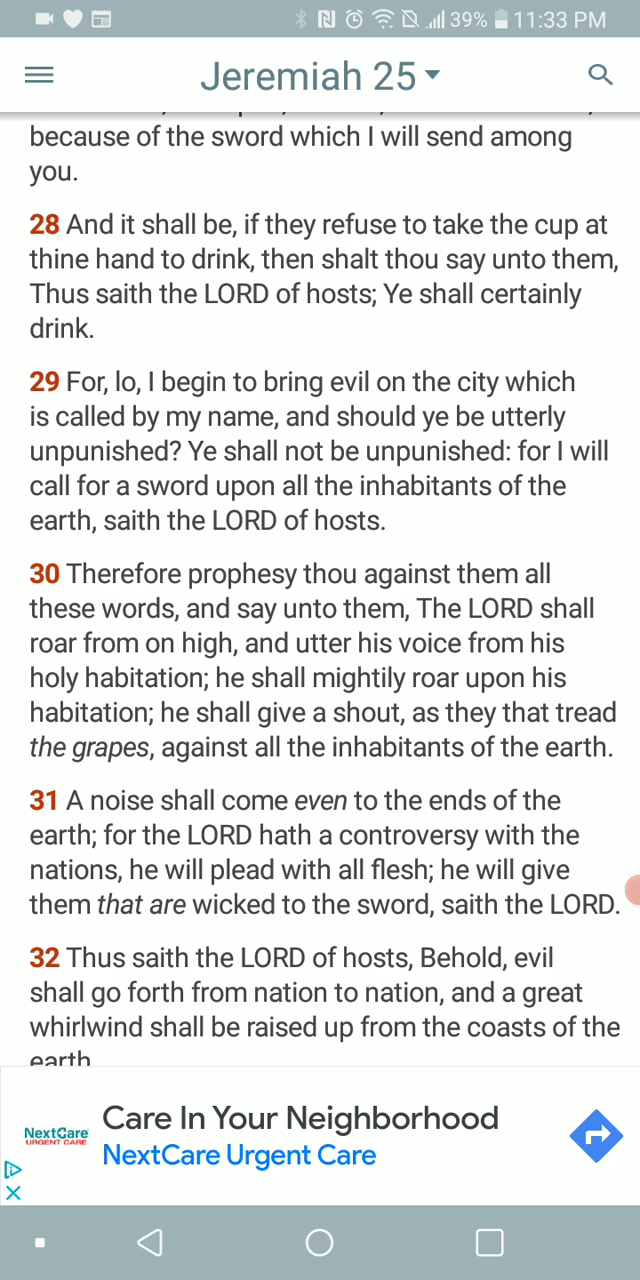 39% 11:33 PM
Jeremiah 25
because of the sword which I will send among
you.
28 And it shall be, if they refuse to take the cup at
thine hand to drink, then shalt thou say unto them,
Thus saith the LORD of hosts; Ye shall certainly
drink.
29 For, lo, I begin to bring evil on the city which
is called by my name, and should ye be utterly
unpunished? Ye shall not be unpunished: for I will
call for a sword upon all the inhabitants of the
earth, saith the LORD of hosts.
30 Therefore prophesy thou against them all
these words, and say unto them, The LORD shall
roar from on high, and utter his voice from his
holy habitation; he shall mightily roar upon his
habitation; he shall give a shout, as they that tread
the grapes, against all the inhabitants of the earth.
31 A noise shall come even to the ends of the
earth; for the LORD hath a controversy with the
nations, he will plead with all flesh; he will give
them that are wicked to the sword, saith the LORD.
32 Thus saith the LORD of hosts, Behold, evil
shall go forth from nation to nation, and a great
whirlwind shall be raised up from the coasts of the
earth
Care In Your Neighborhood
NextCare
URGENT CARE
NextCare Urgent Care